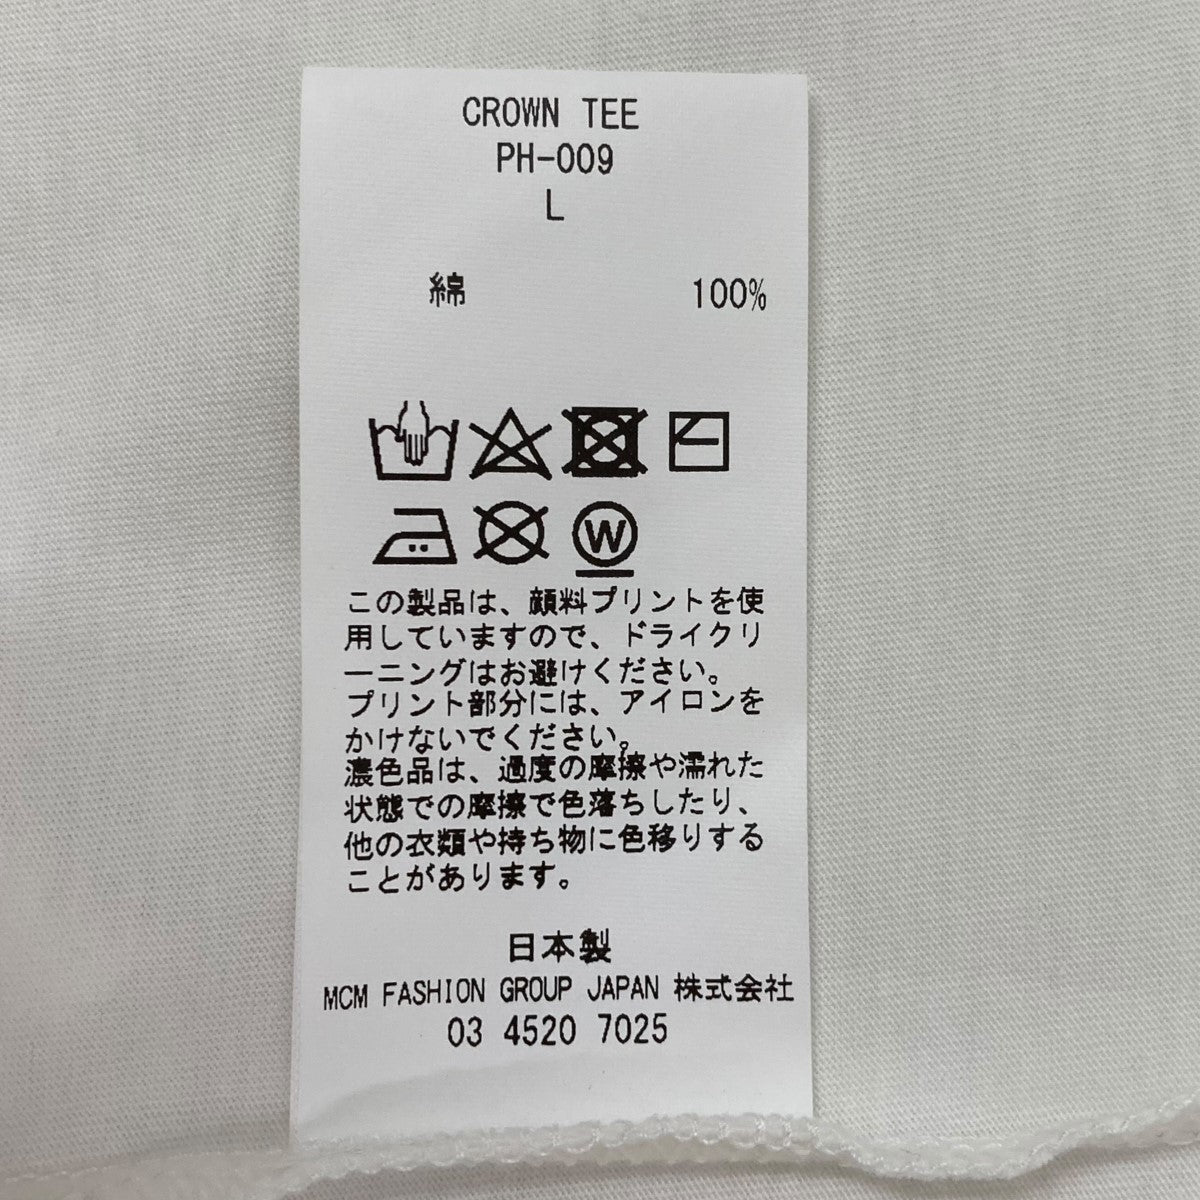 CROWN TEE
PH-009
L
綿 100%
W
この製品は、顔料プリントを使
用していますので、ドライクリ
ーニングはお避けください。
プリント部分には、アイロンを
かけないでください。
濃色品は、過度の摩擦や濡れた
状態での摩擦で色落ちしたり、
他の衣類や持ち物に色移りする
ことがあります。
日本製
MCM FASHION GROUP JAPAN 株式会社
03 4520 7025